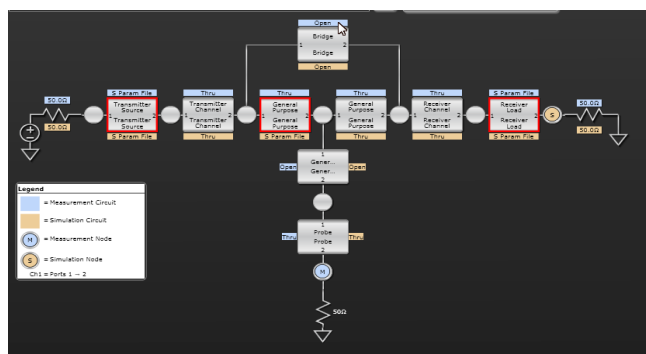 Open
Bridge
1 2
Bridge
Open
S Param File
Thru
Thru
Thru
Thru
S Param File
50.0Ω
Transmitter
Source
1 2
Transmitter
Source
Transmitter
Channel
1 2
Transmitter
Channel
General
Purpose
1 2
General
Purpose
General
Purpose
1 2
General
Purpose
Receiver
Channel
1 2
Receiver
Channel
Receiver
Load
1 2
Receiver
Load
S
50.0Ω
50.0Ω
S Param File
Thru
S Param File
Thru
Thru
S Param File
50.0Ω
1
Open
Gener...
Gener...
Open
2
1
Thru
Probe
Probe
Thru
2
M
50Ω
Legend
= Measurement Circuit
= Simulation Circuit
M = Measurement Node
S = Simulation Node
Ch1 = Ports 1 → 2